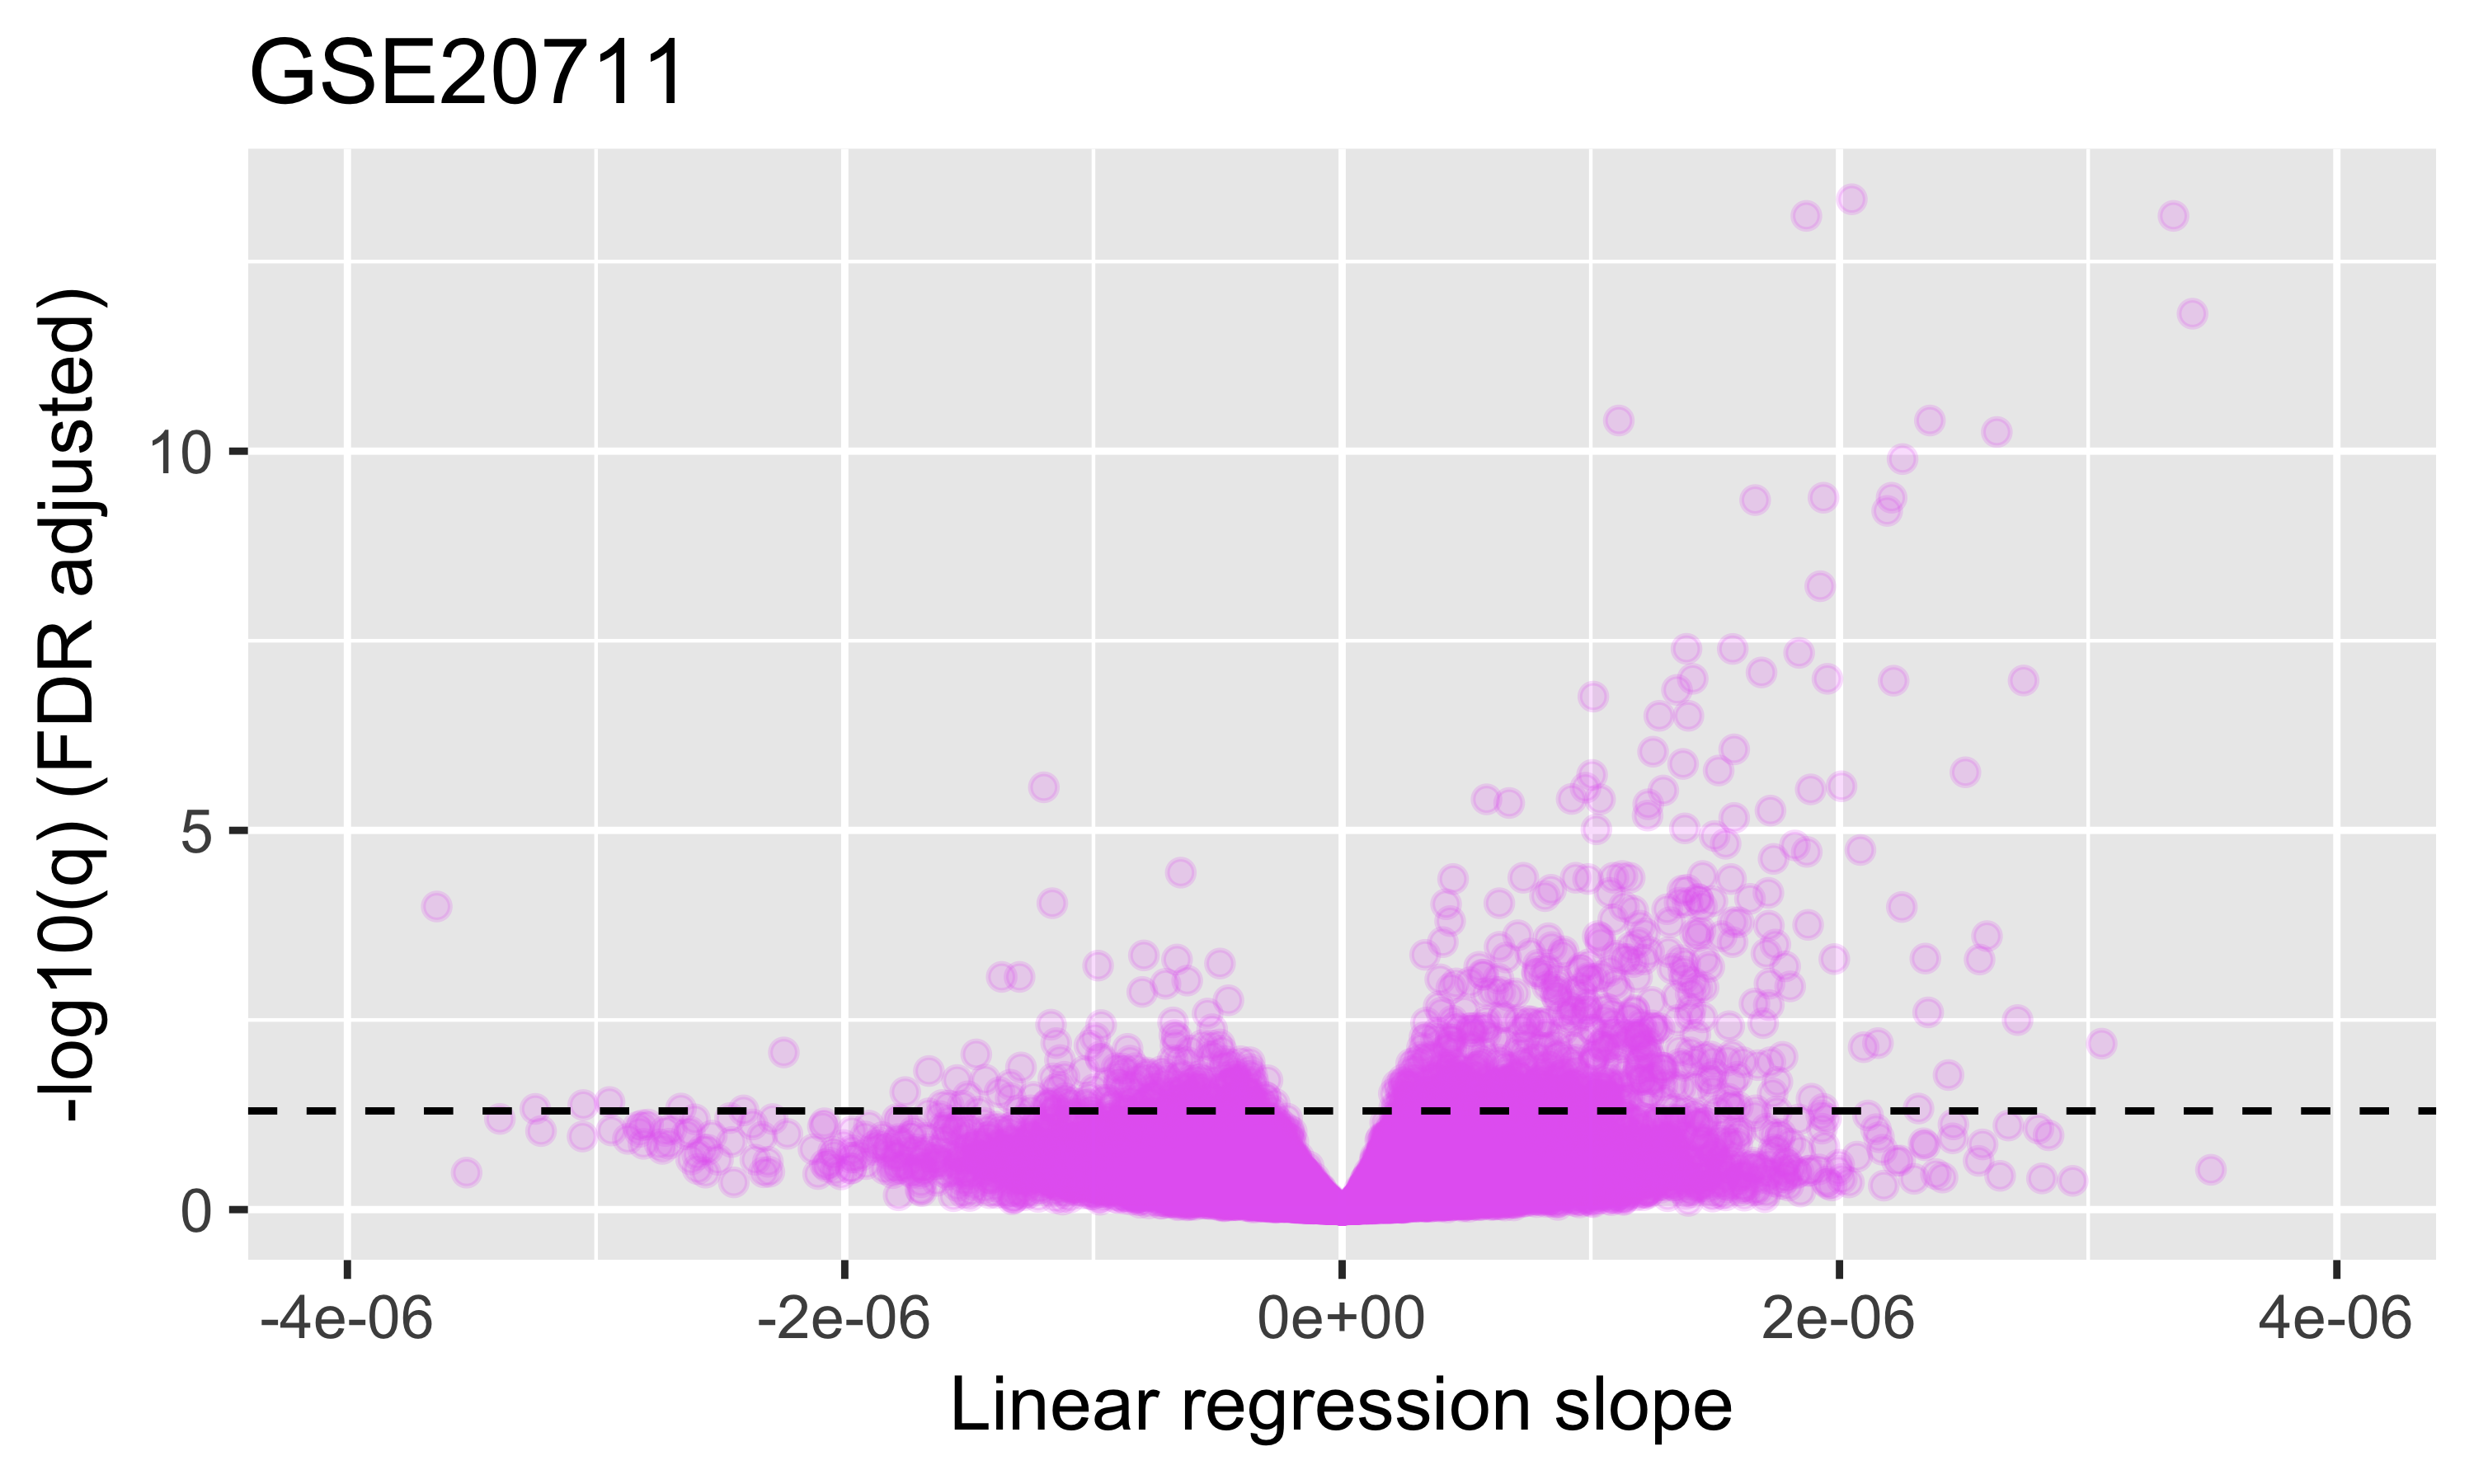 GSE20711
-log10(q) (FDR adjusted)
10
5
0
-4e-06
-2e-06
0e+00
2e-06
4e-06
Linear regression slope